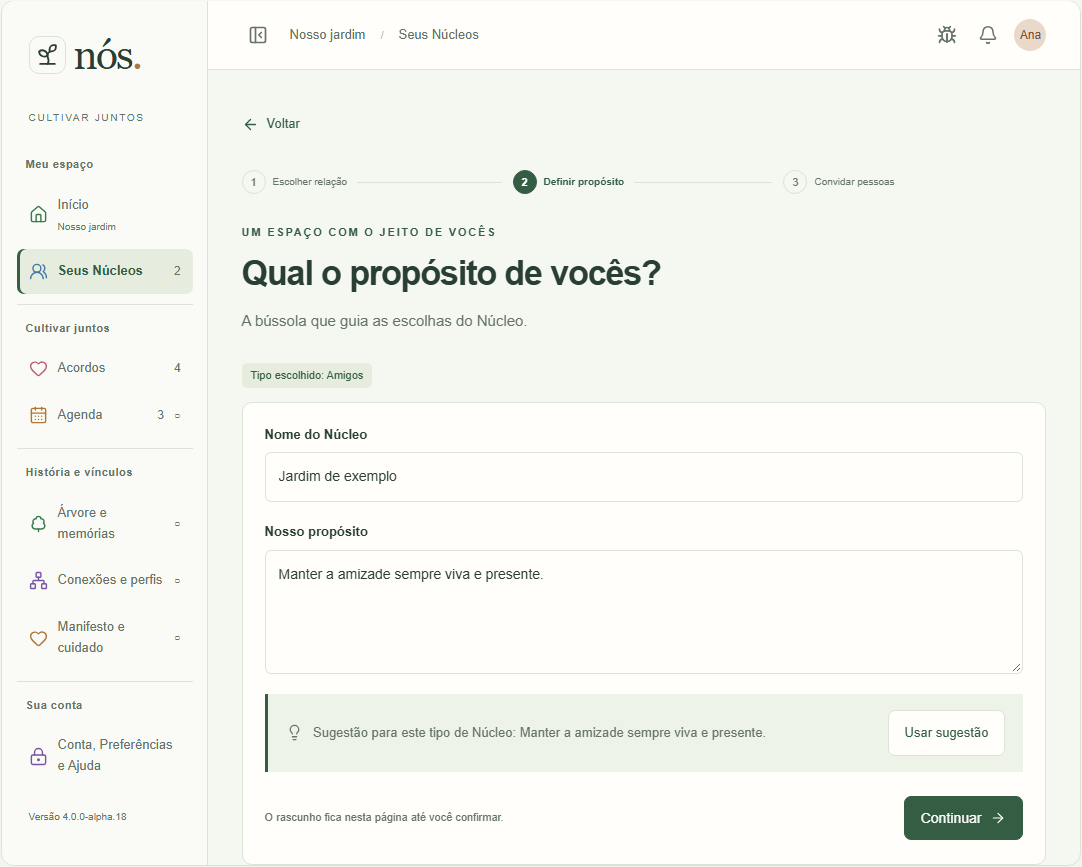 nós.
CULTIVAR JUNTOS
Meu espaço
Início
Nosso jardim
Seus Núcleos 2
Cultivar juntos
Acordos 4
Agenda 3
História e vínculos
Árvore e
memórias
Conexões e perfis
Manifesto e
cuidado
Sua conta
Conta, Preferências
e Ajuda
Versão 4.0.0-alpha.18
Nosso jardim / Seus Núcleos
Ana
Voltar
1 Escolher relação
2 Definir propósito
3 Convidar pessoas
UM ESPAÇO COM O JEITO DE VOCÊS
Qual o propósito de vocês?
A bússola que guia as escolhas do Núcleo.
Tipo escolhido: Amigos
Nome do Núcleo
Jardim de exemplo
Nosso propósito
Manter a amizade sempre viva e presente.
Sugestão para este tipo de Núcleo: Manter a amizade sempre viva e presente.
Usar sugestão
O rascunho fica nesta página até você confirmar.
Continuar